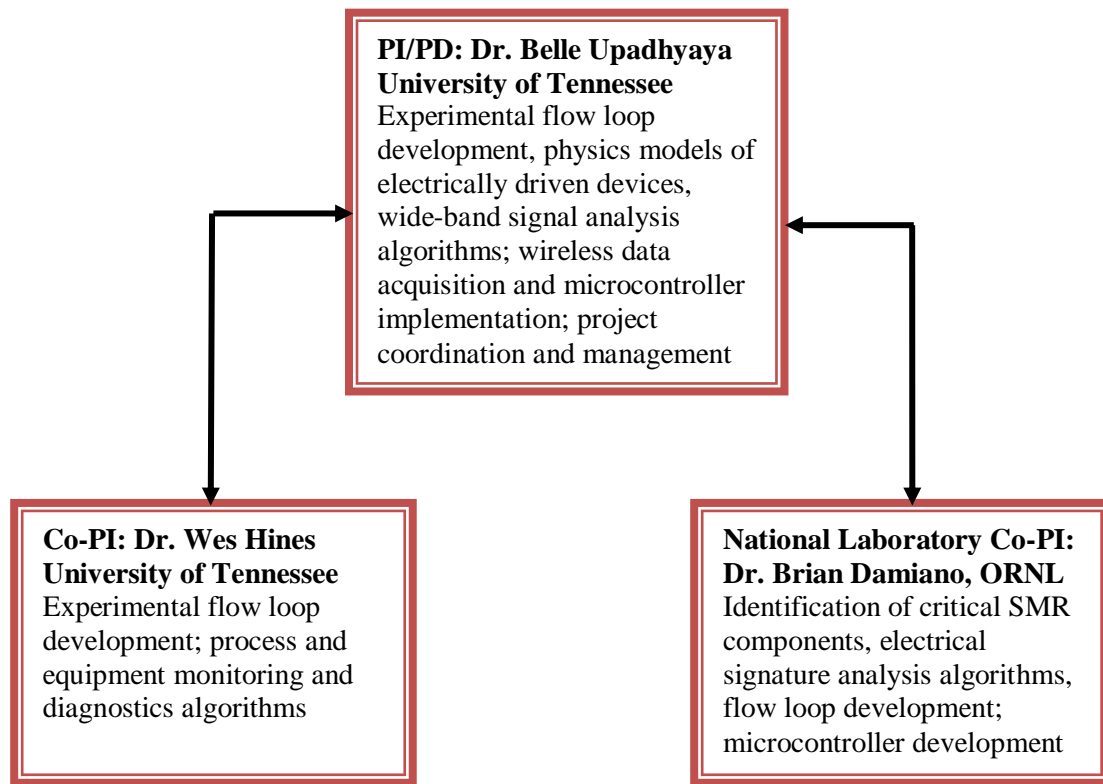 PI/PD: Dr. Belle Upadhyaya
University of Tennessee
Experimental flow loop
development, physics models of
electrically driven devices,
wide-band signal analysis
algorithms; wireless data
acquisition and microcontroller
implementation; project
coordination and management
Co-PI: Dr. Wes Hines
University of Tennessee
Experimental flow loop
development; process and
equipment monitoring and
diagnostics algorithms
National Laboratory Co-PI:
Dr. Brian Damiano, ORNL
Identification of critical SMR
components, electrical
signature analysis algorithms,
flow loop development;
microcontroller development